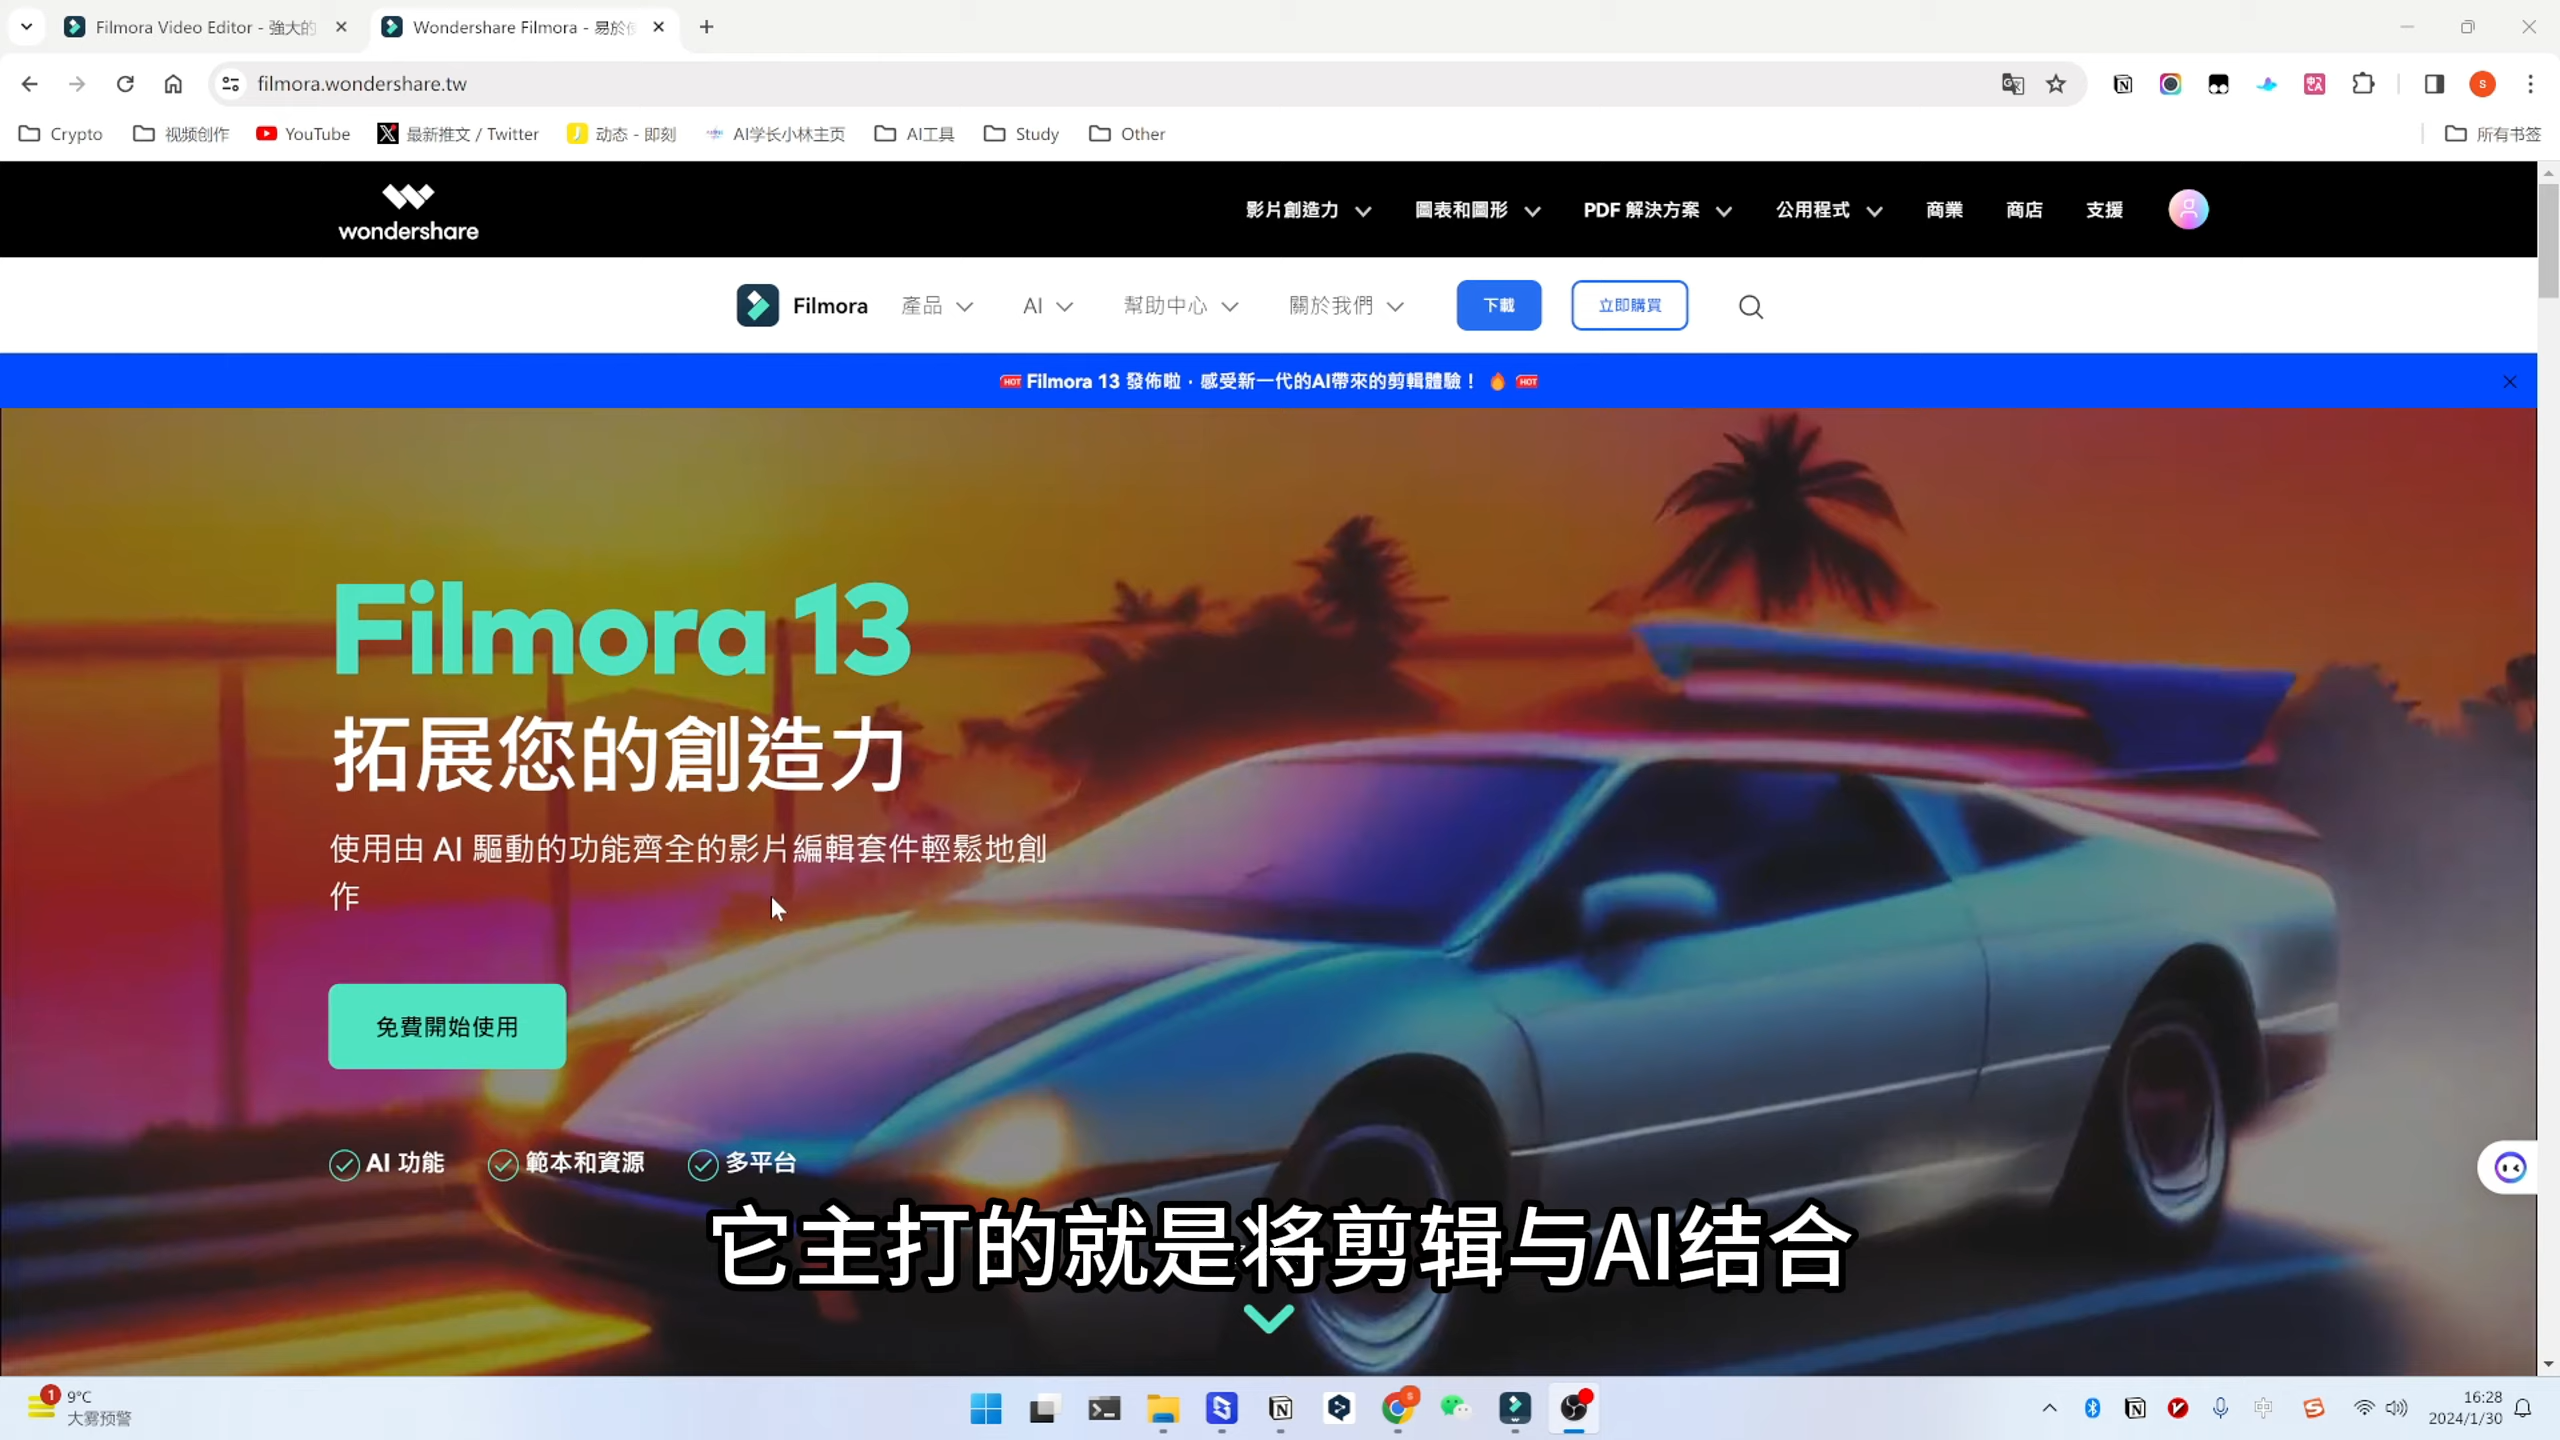 Filmora Video Editor - 強大的
Wondershare Filmora - 易於使
filmora.wondershare.tw
Crypto 视频创作 YouTube 最新推文 / Twitter 动态 - 即刻 AI学长小林主页 AI工具 Study Other 所有书签
wondershare
影片創造力 圖表和圖形 PDF 解決方案 公用程式 商業 商店 支援
Filmora 產品 AI 幫助中心 關於我們 下載 立即購買
HOT Filmora 13 發佈啦，感受新一代的AI帶來的剪輯體驗！ HOT
Filmora 13
拓展您的創造力
使用由 AI 驅動的功能齊全的影片編輯套件輕鬆地創
作
免費開始使用
AI 功能 範本和資源 多平台
它主打的就是将剪辑与AI结合
1 9°C
大雾预警
中
16:28
2024/1/30